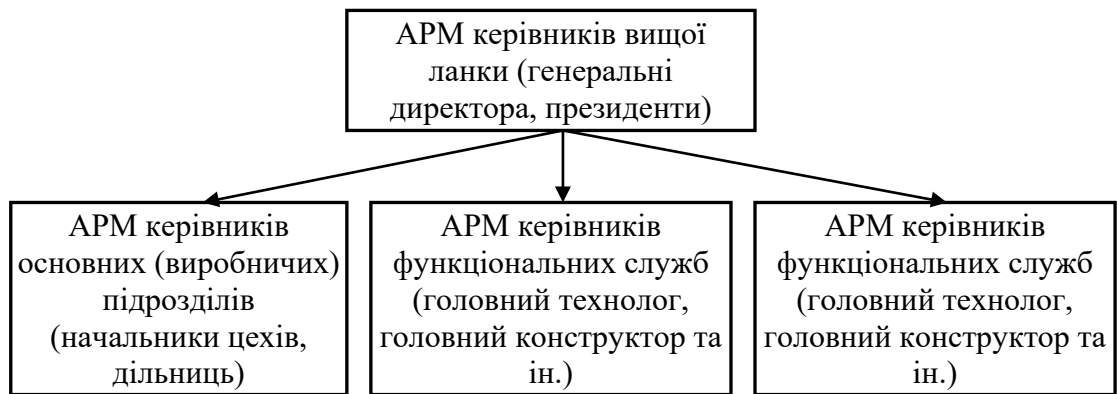 АРМ керівників вищої
ланки (генеральні
директора, президенти)
АРМ керівників
основних (виробничих)
підрозділів
(начальники цехів,
дільниць)
АРМ керівників
функціональних служб
(головний технолог,
головний конструктор та
ін.)
АРМ керівників
функціональних служб
(головний технолог,
головний конструктор та
ін.)